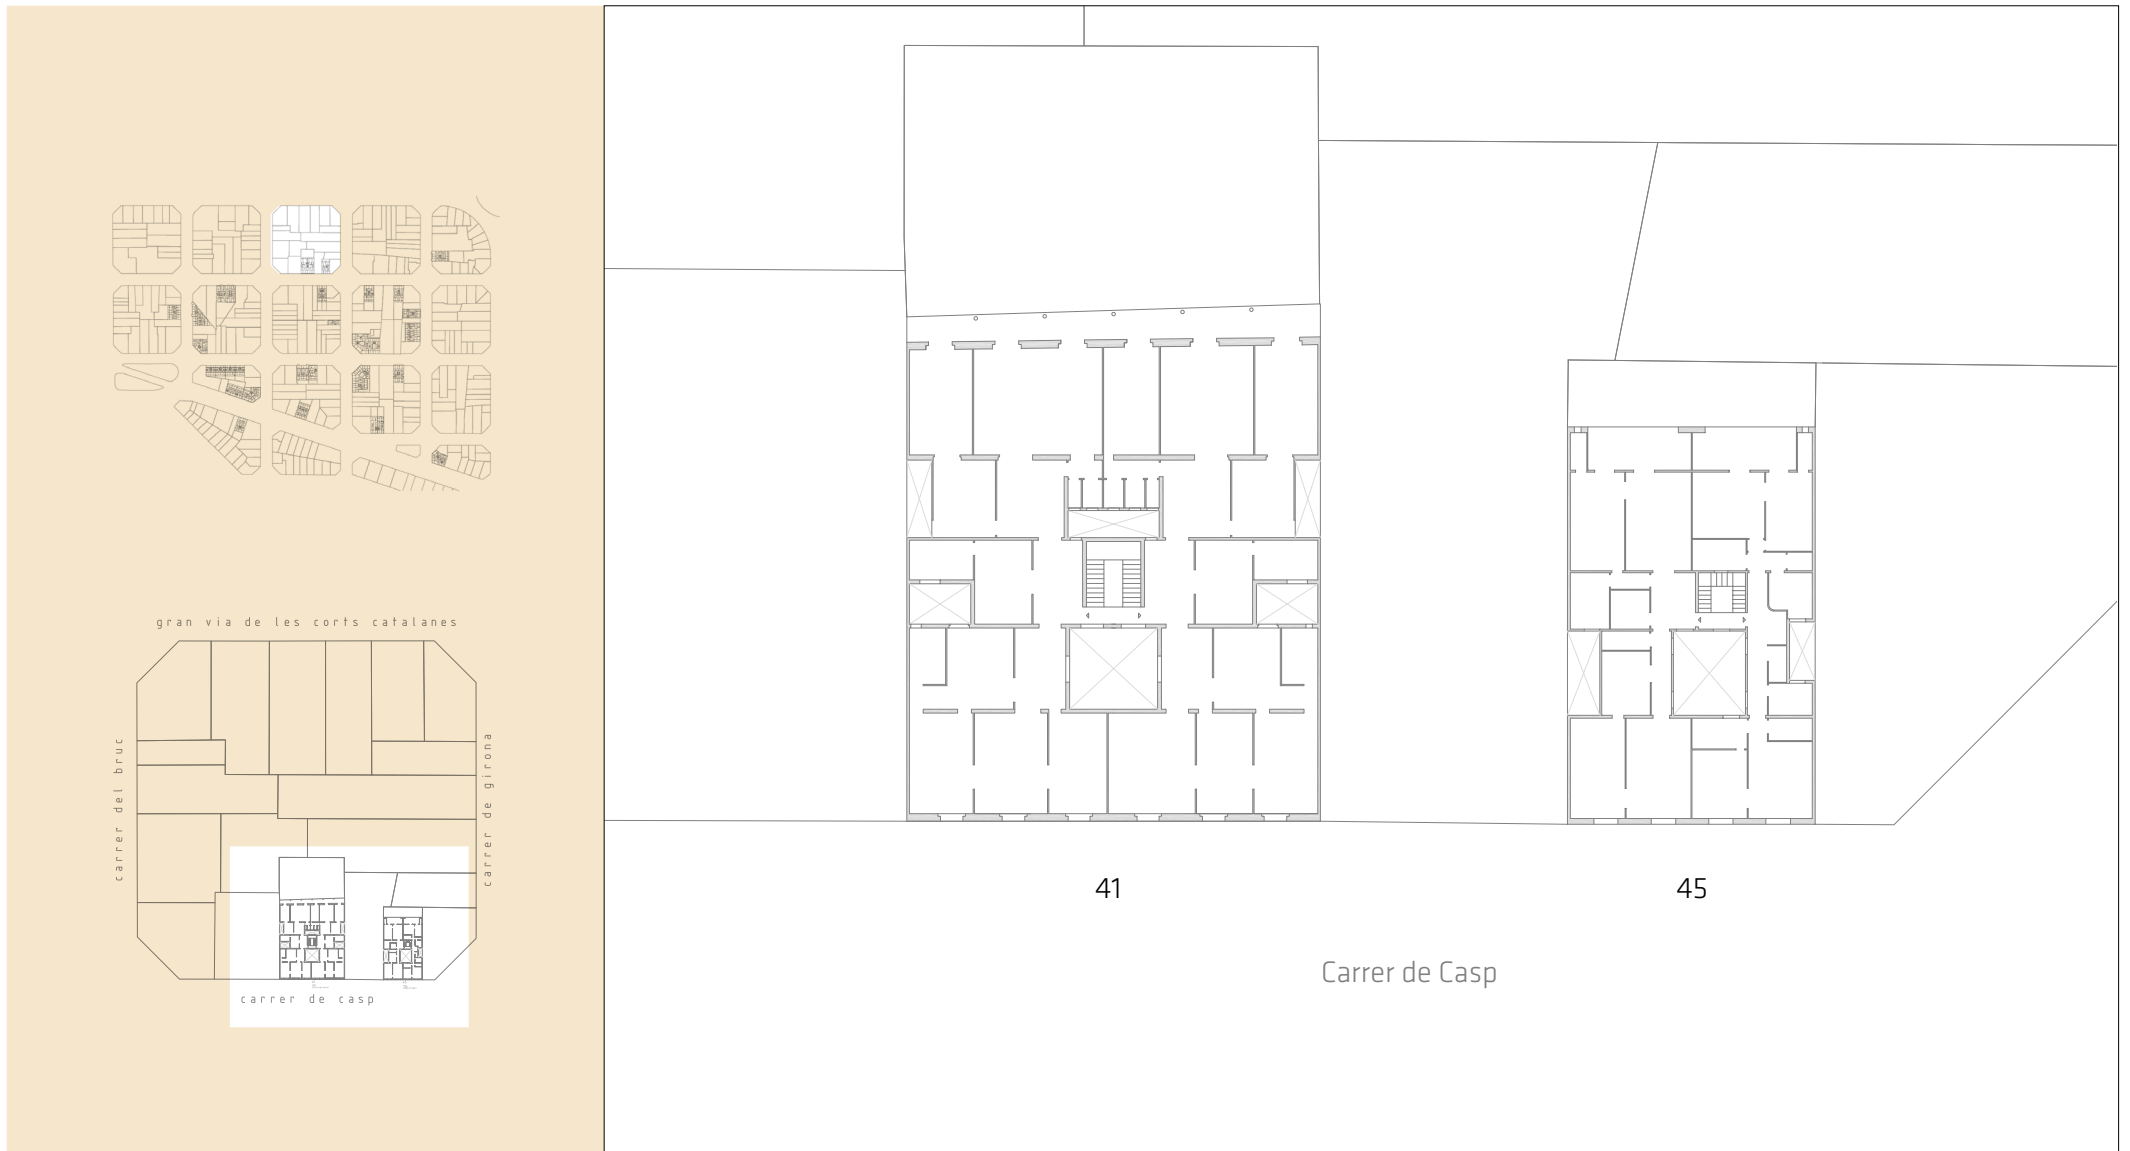 gran via de les corts catalanes
carrer del bruc
carrer de girona
carrer de casp
41
45
Carrer de Casp